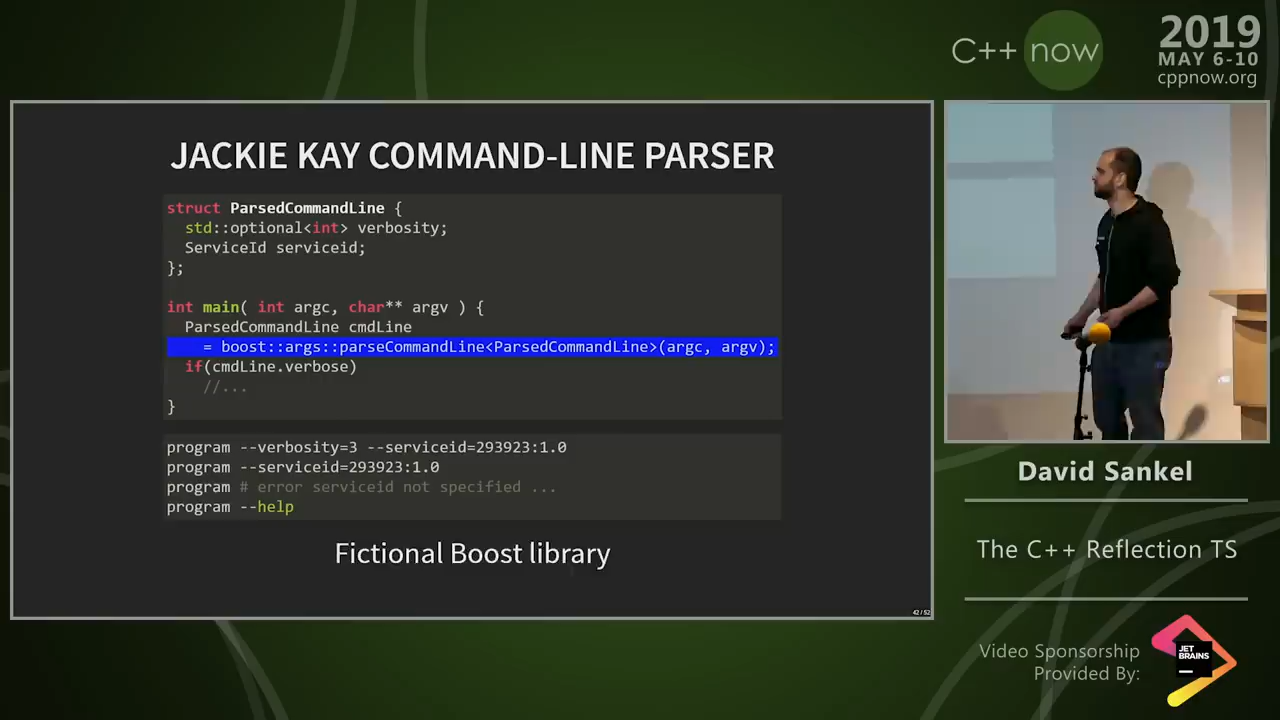 C++ now
2019
MAY 6-10
cppnow.org
JACKIE KAY COMMAND-LINE PARSER
struct ParsedCommandLine {
  std::optional<int> verbosity;
  ServiceId serviceid;
};
int main( int argc, char** argv ) {
  ParsedCommandLine cmdLine
    = boost::args::parseCommandLine<ParsedCommandLine>(argc, argv);
  if(cmdLine.verbose)
    //...
}
program --verbosity=3 --serviceid=293923:1.0
program --serviceid=293923:1.0
program # error serviceid not specified ...
program --help
Fictional Boost library
42 / 52
David Sankel
The C++ Reflection TS
Video Sponsorship
Provided By:
JET
BRAINS